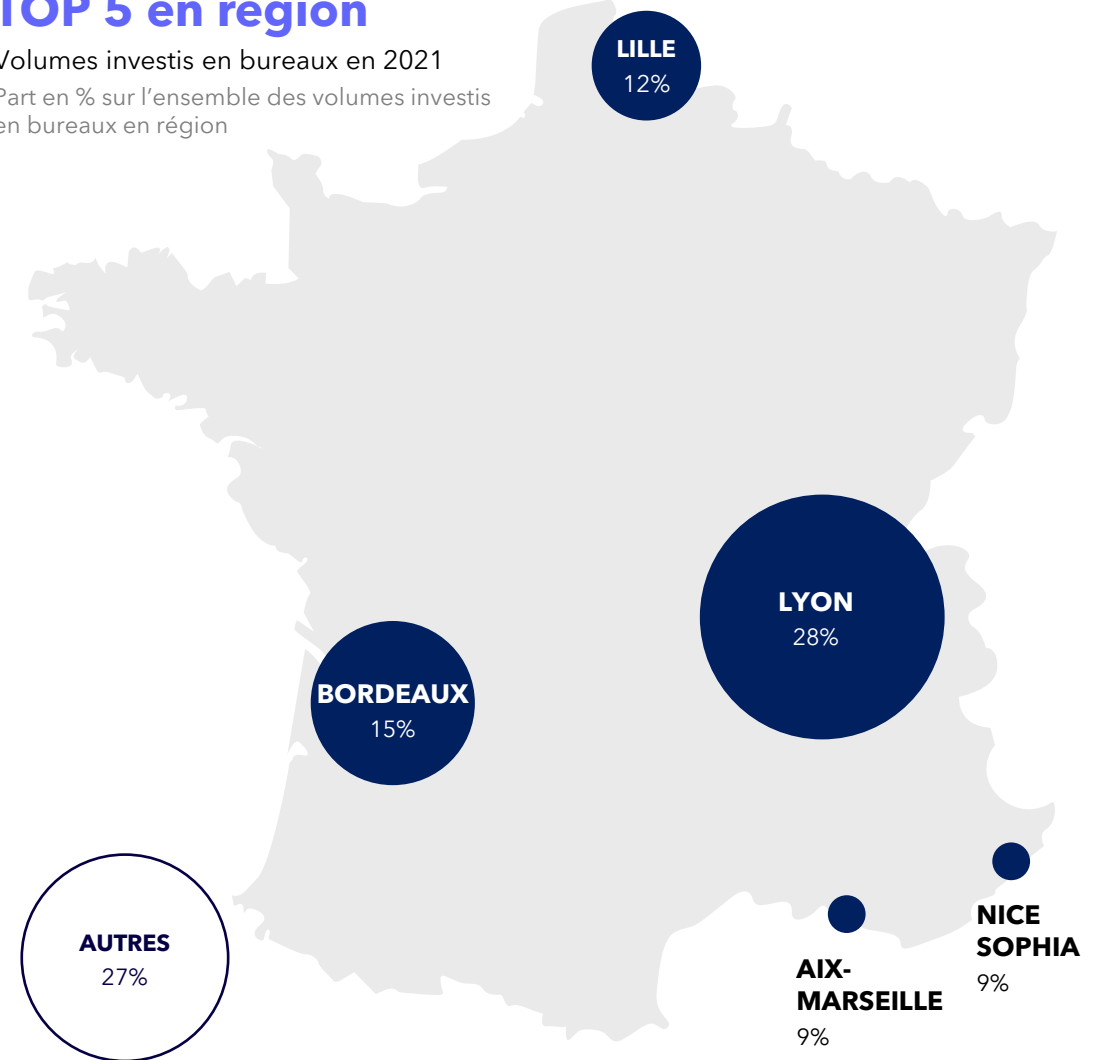 TOP 5 en région
Volumes investis en bureaux en 2021
Part en % sur l'ensemble des volumes investis
en bureaux en région
LILLE
12%
LYON
28%
BORDEAUX
15%
AUTRES
27%
NICE
SOPHIA
9%
AIX-
MARSEILLE
9%